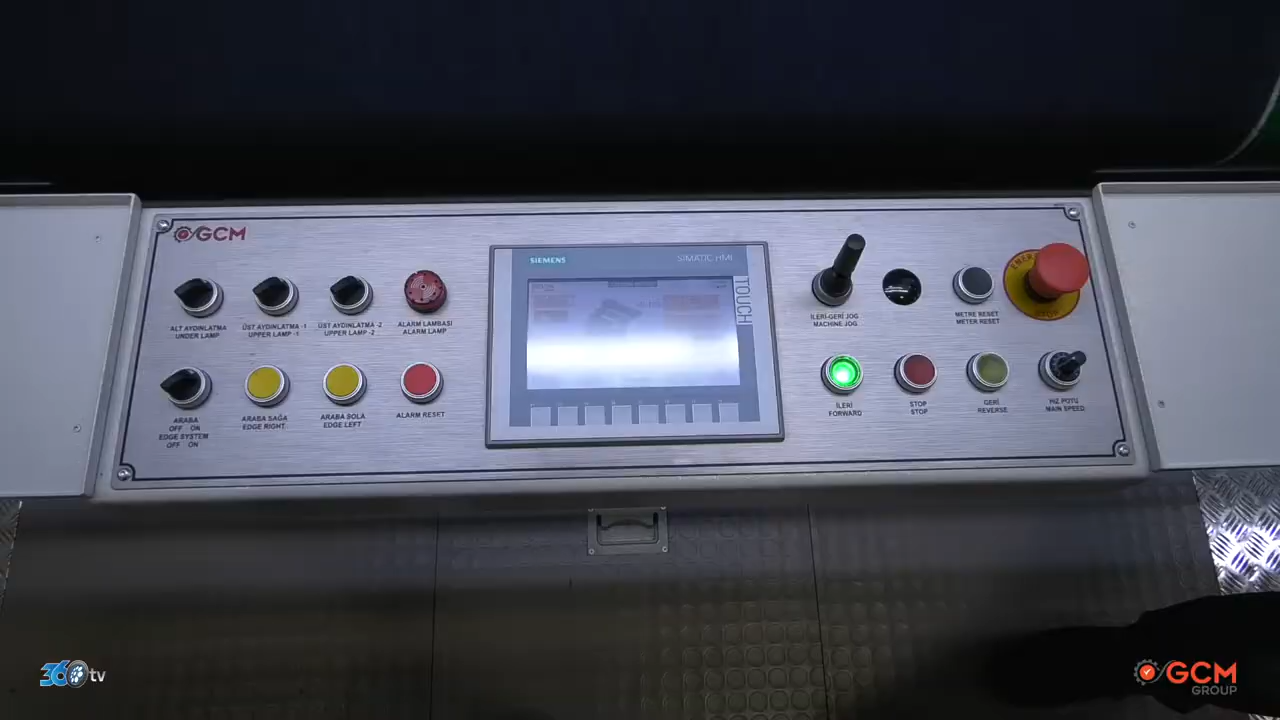 GCM
SIEMENS
SIMATIC HMI
TOUCH
ALT AYDINLATMA
UNDER LAMP
ÜST AYDINLATMA -1
UPPER LAMP -1
ÜST AYDINLATMA -2
UPPER LAMP -2
ALARM LAMBASI
ALARM LAMP
İLERİ-GERİ JOG
MACHINE JOG
METRE RESET
METER RESET
STOP
ARABA
OFF ON
EDGE SYSTEM
OFF ON
ARABA SAĞA
EDGE RIGHT
ARABA SOLA
EDGE LEFT
ALARM RESET
İLERİ
FORWARD
STOP
STOP
GERİ
REVERSE
HIZ POTU
MAIN SPEED
360tv
GCM
GROUP